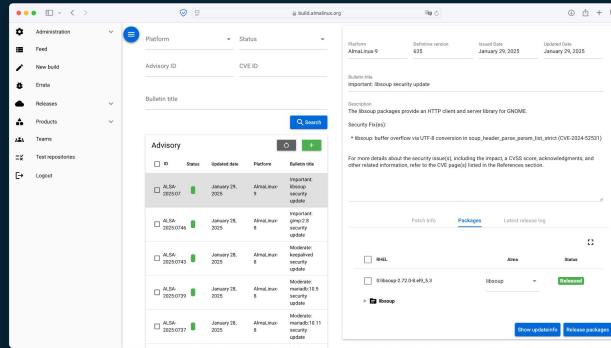 build.almalinux.org
Administration
Feed
New build
Errata
Releases
Products
Teams
Test repositories
Logout
Platform
Status
Advisory ID
CVE ID
Bulletin title
Search
Advisory
ID Status Updated date Platform Bulletin title
ALSA-2025:07 January 29, 2025 AlmaLinux-9 Important: libsoup security update
ALSA-2025:0746 January 28, 2025 AlmaLinux-8 Important: gimp:2.8 security update
ALSA-2025:0743 January 28, 2025 AlmaLinux-8 Moderate: keepalived security update
ALSA-2025:0739 January 28, 2025 AlmaLinux-8 Moderate: mariadb:10.5 security update
ALSA-2025:0737 January 28, 2025 AlmaLinux-8 Moderate: mariadb:10.11 security update
Platform
AlmaLinux-9
Definition version
635
Issued Date
January 29, 2025
Updated Date
January 29, 2025
Bulletin title
Important: libsoup security update
Description
The libsoup packages provide an HTTP client and server library for GNOME.
Security Fix(es):
* libsoup: buffer overflow via UTF-8 conversion in soup_header_parse_param_list_strict (CVE-2024-52531)
For more details about the security issue(s), including the impact, a CVSS score, acknowledgments, and
other related information, refer to the CVE page(s) listed in the References section.
Patch Info Packages Latest release log
RHEL Alma Status
0:libsoup-2.72.0-8.el9_5.3 libsoup Released
libsoup
Show updateinfo Release packages